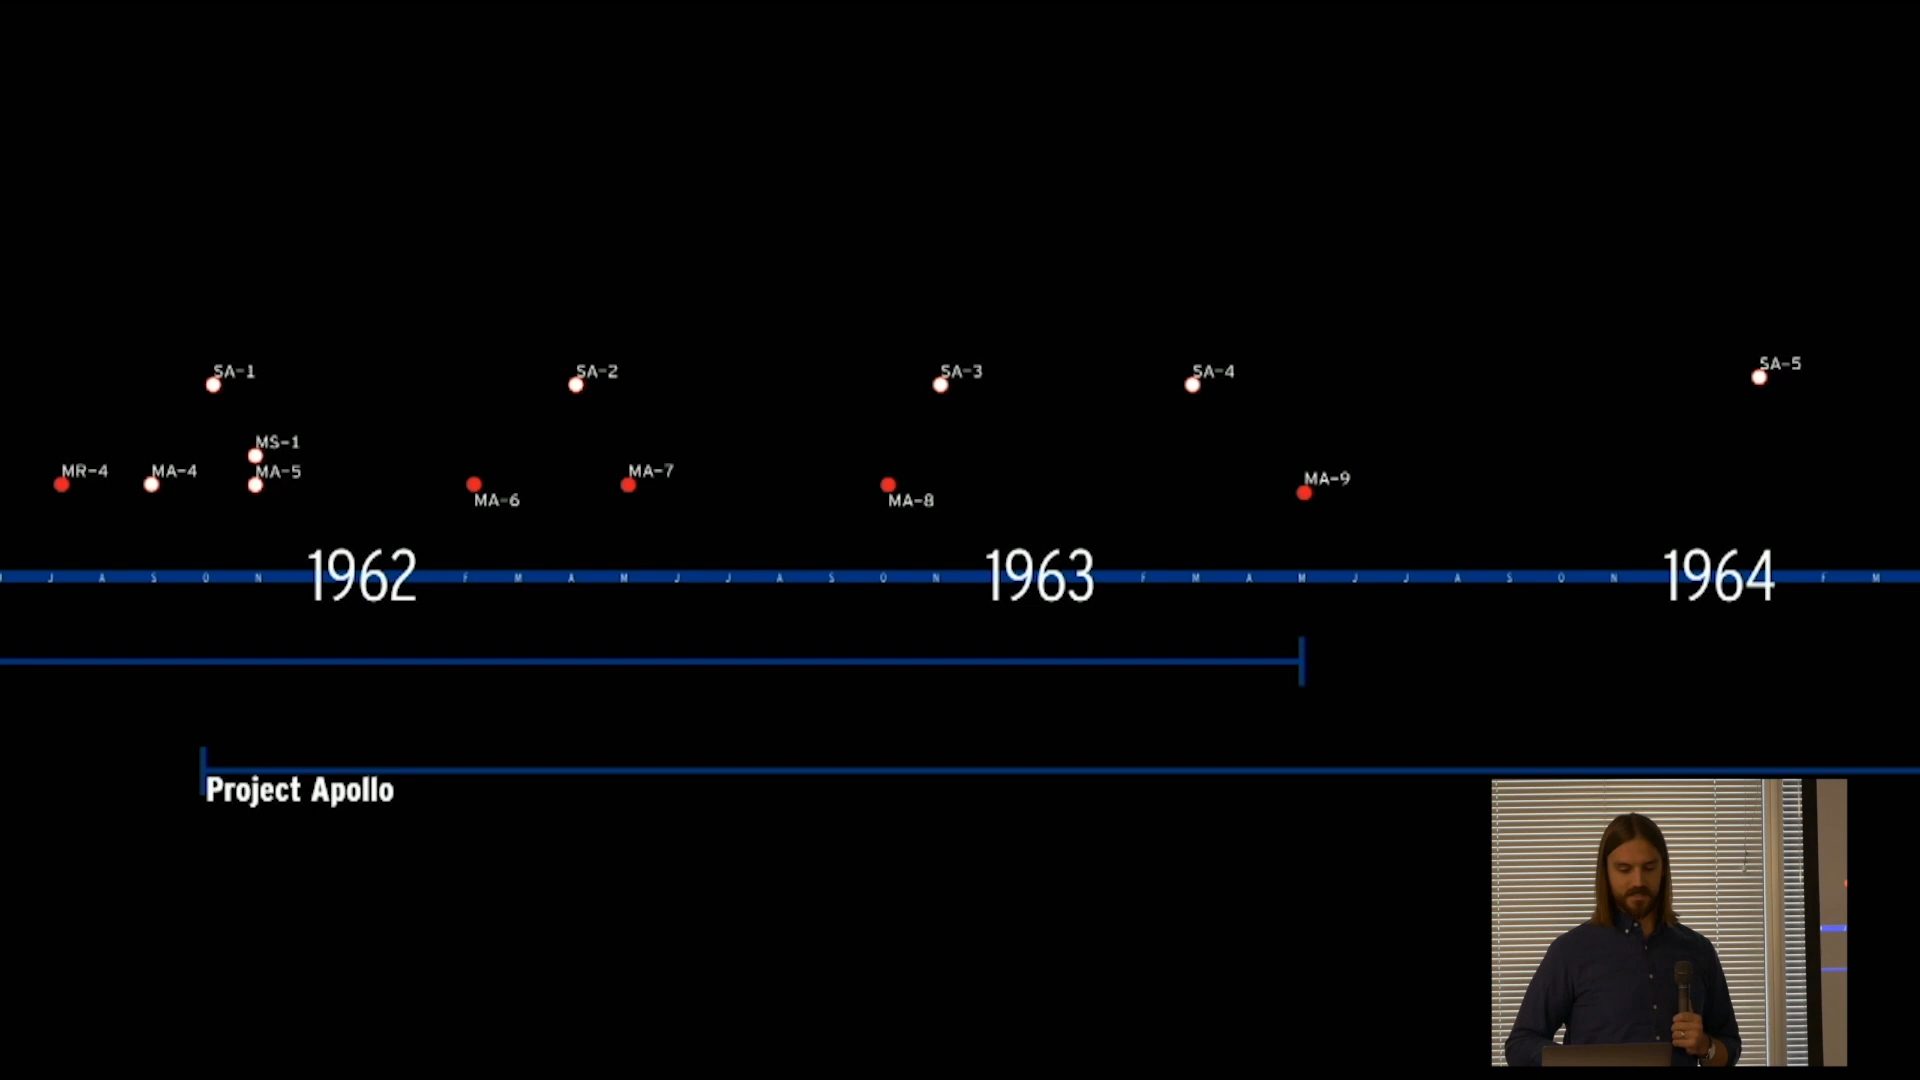 SA-1
SA-2
SA-3
SA-4
SA-5
MS-1
MR-4
MA-4
MA-5
MA-6
MA-7
MA-8
MA-9
J A S O N 1962 F M A M J J A S O N 1963 F M A M J J A S O N 1964 F M
Project Apollo